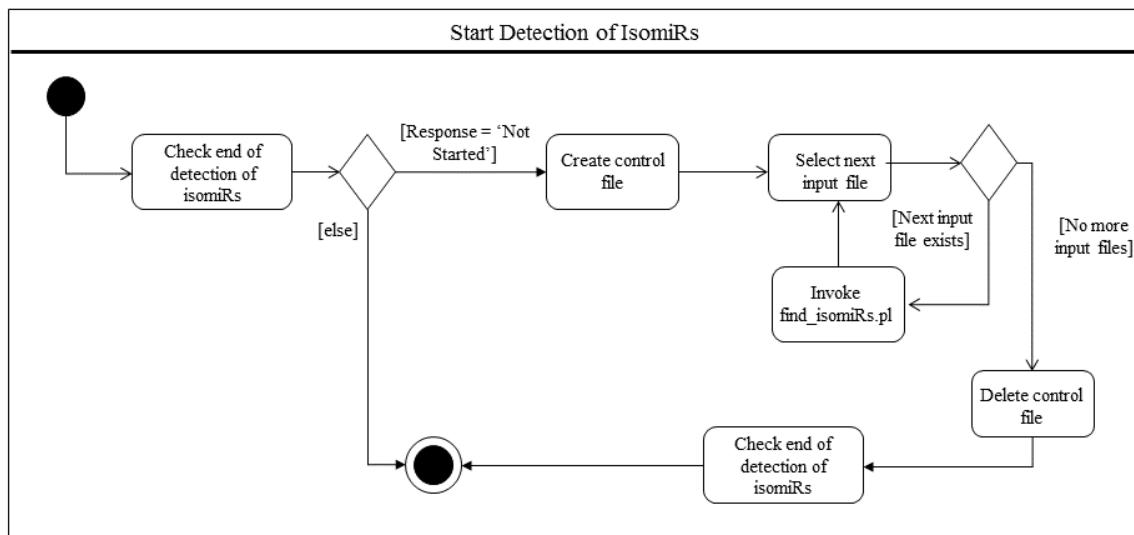 Start Detection of IsomiRs
Check end of
detection of
isomiRs
[Response = ‘Not
Started’]
[else]
Create control
file
Select next
input file
[Next input
file exists]
[No more
input files]
Invoke
find_isomiRs.pl
Delete control
file
Check end of
detection of
isomiRs